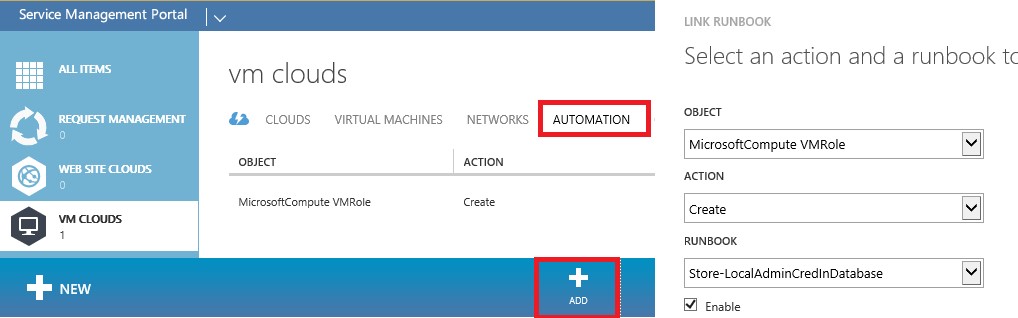 Service Management Portal
ALL ITEMS
REQUEST MANAGEMENT
0
WEB SITE CLOUDS
0
VM CLOUDS
1
vm clouds
CLOUDS VIRTUAL MACHINES NETWORKS AUTOMATION
OBJECT ACTION
MicrosoftCompute VMRole Create
NEW
ADD
LINK RUNBOOK
Select an action and a runbook to
OBJECT
MicrosoftCompute VMRole
ACTION
Create
RUNBOOK
Store-LocalAdminCredInDatabase
Enable